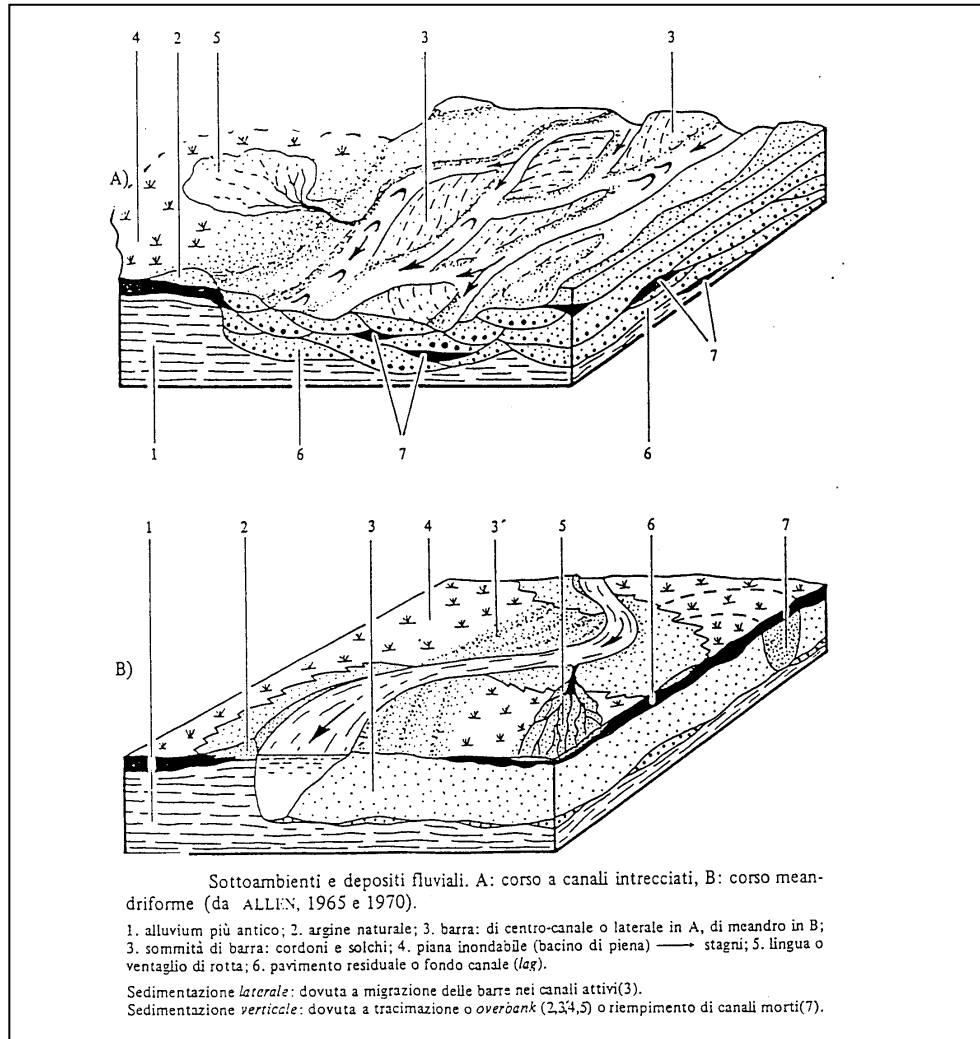 4 2 5 3 3
A)
7
1 6 7 6
1 2 3 4 3´ 5 6 7
B)
Sottoambienti e depositi fluviali. A: corso a canali intrecciati, B: corso mean-
driforme (da ALLEN, 1965 e 1970).
1. alluvium più antico; 2. argine naturale; 3. barra: di centro-canale o laterale in A, di meandro in B;
3. sommità di barra: cordoni e solchi; 4. piana inondabile (bacino di piena) ⟶ stagni; 5. lingua o
ventaglio di rotta; 6. pavimento residuale o fondo canale (lag).
Sedimentazione laterale: dovuta a migrazione delle barre nei canali attivi(3).
Sedimentazione verticale: dovuta a tracimazione o overbank (2,3´,4,5) o riempimento di canali morti(7).